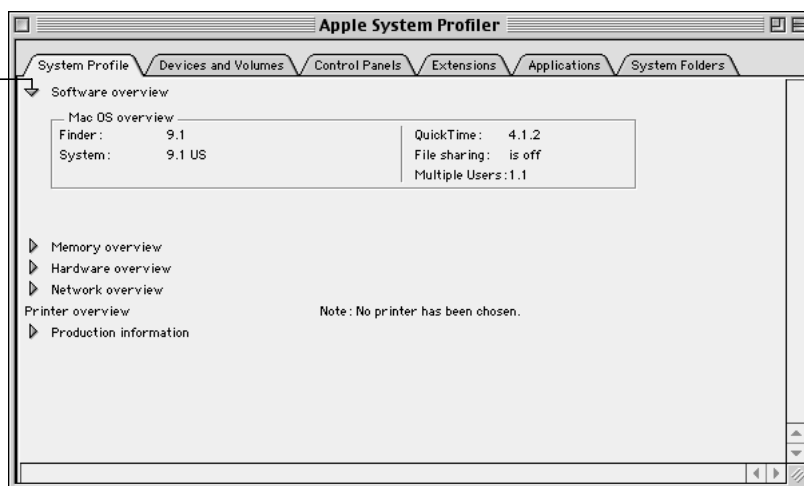 Apple System Profiler
System Profile Devices and Volumes Control Panels Extensions Applications System Folders
Software overview
Mac OS overview
Finder: 9.1 QuickTime: 4.1.2
System: 9.1 US File sharing: is off
Multiple Users: 1.1
Memory overview
Hardware overview
Network overview
Printer overview Note: No printer has been chosen.
Production information